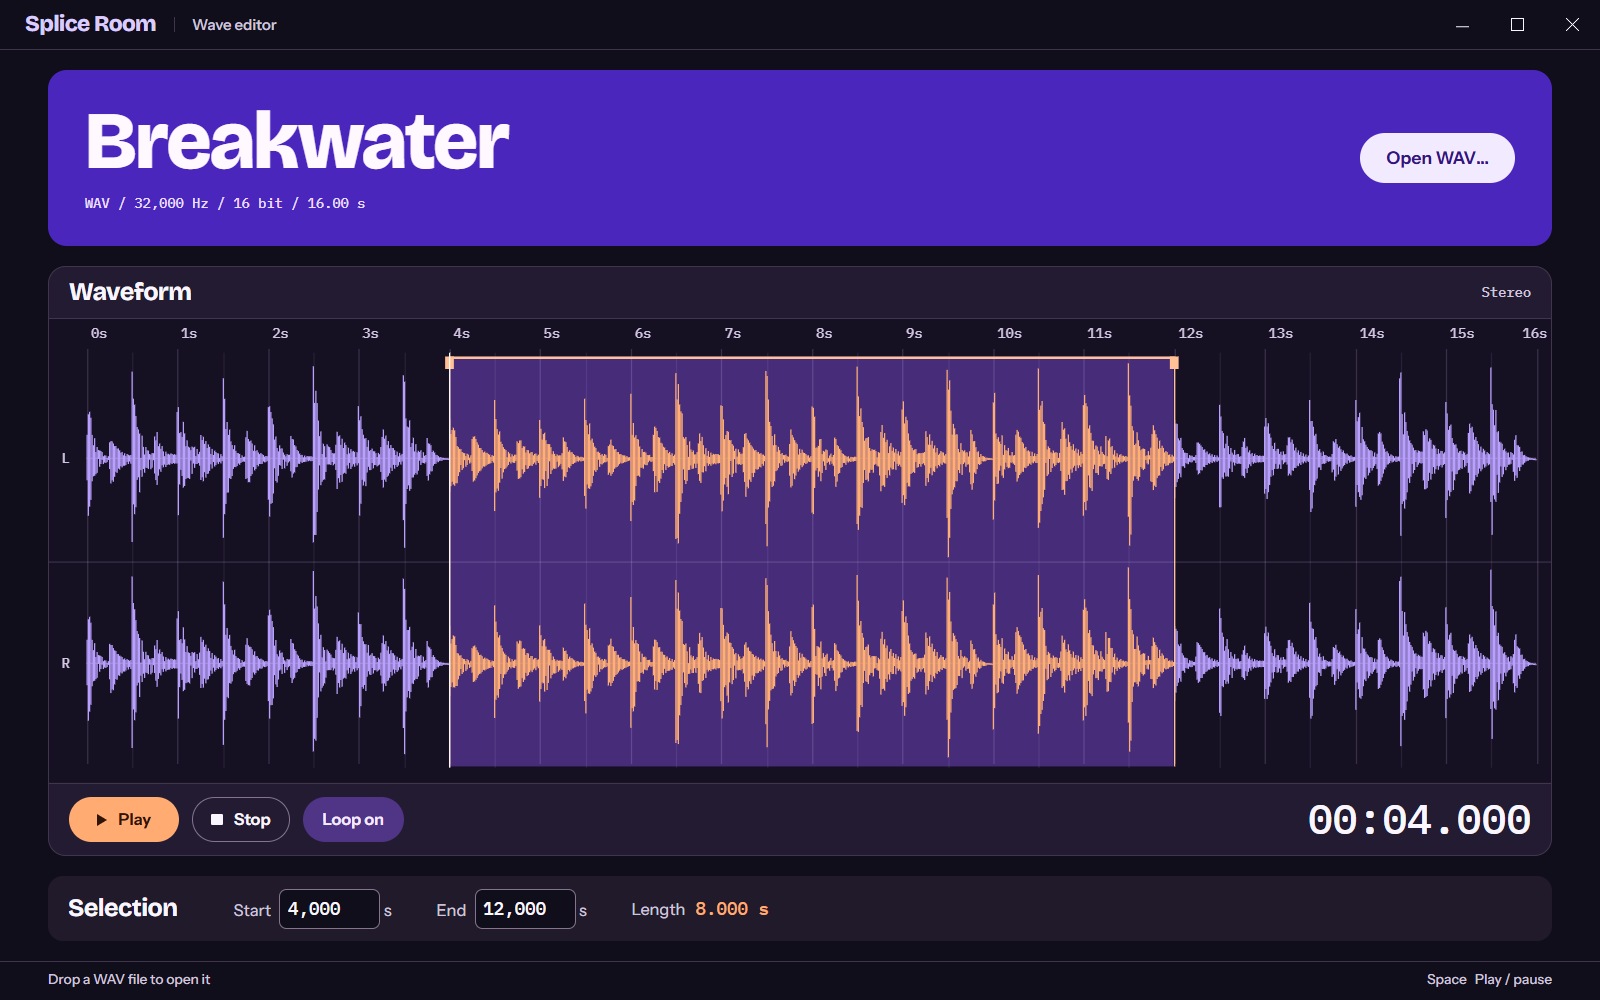 Splice Room Wave editor
Breakwater
WAV / 32,000 Hz / 16 bit / 16.00 s
Open WAV...
Waveform
Stereo
0s 1s 2s 3s 4s 5s 6s 7s 8s 9s 10s 11s 12s 13s 14s 15s 16s
L
R
Play Stop Loop on 00:04.000
Selection Start 4,000 s End 12,000 s Length 8.000 s
Drop a WAV file to open it Space Play / pause